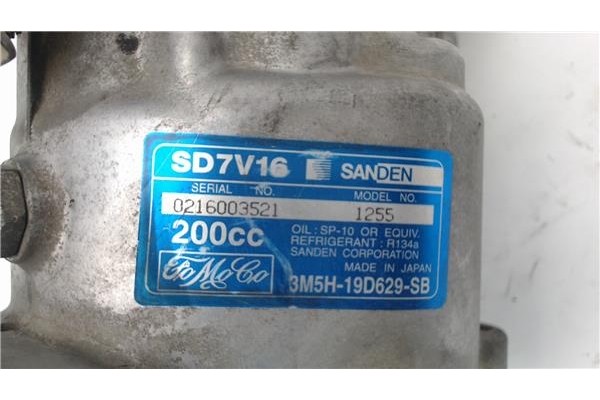 SD7V16 SANDEN
SERIAL NO. MODEL NO.
0216003521 1255
200cc OIL : SP-10 OR EQUIV.
REFRIGERANT : R134a
SANDEN CORPORATION
MADE IN JAPAN
FoMoCo 3M5H-19D629-SB